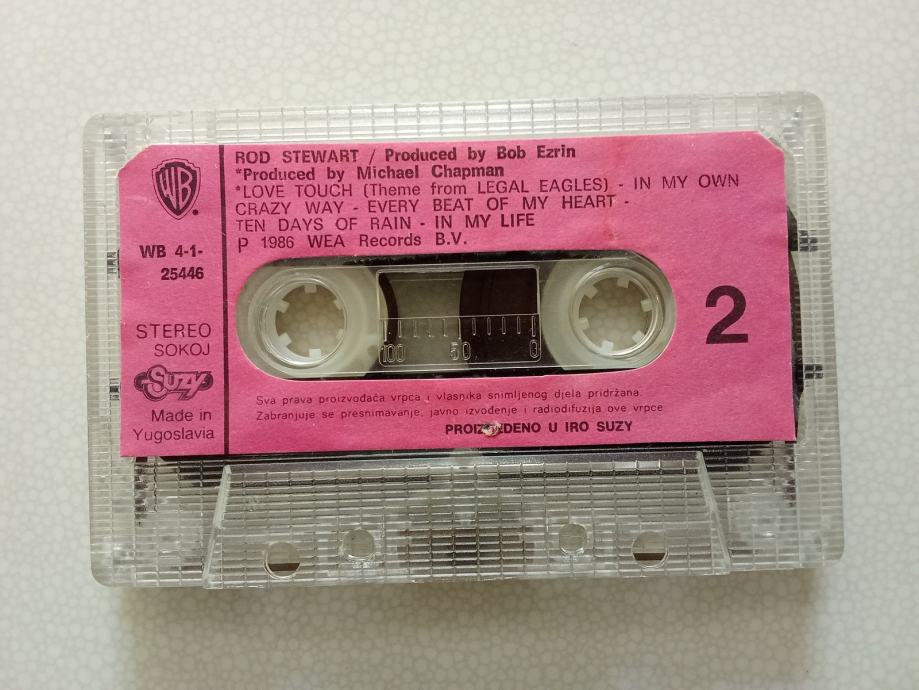 WB
WB 4-1-
25446
STEREO
SOKOJ
Suzy
Made in
Yugoslavia
ROD STEWART / Produced by Bob Ezrin
*Produced by Michael Chapman
*LOVE TOUCH (Theme from LEGAL EAGLES) - IN MY OWN
CRAZY WAY - EVERY BEAT OF MY HEART -
TEN DAYS OF RAIN - IN MY LIFE
P 1986 WEA Records B.V.
100 50 0
2
Sva prava proizvođača vrpca i vlasnika snimljenog djela pridržana.
Zabranjuje se presnimavanje, javno izvođenje i radiodifuzija ove vrpce
PROIZVEDENO U IRO SUZY